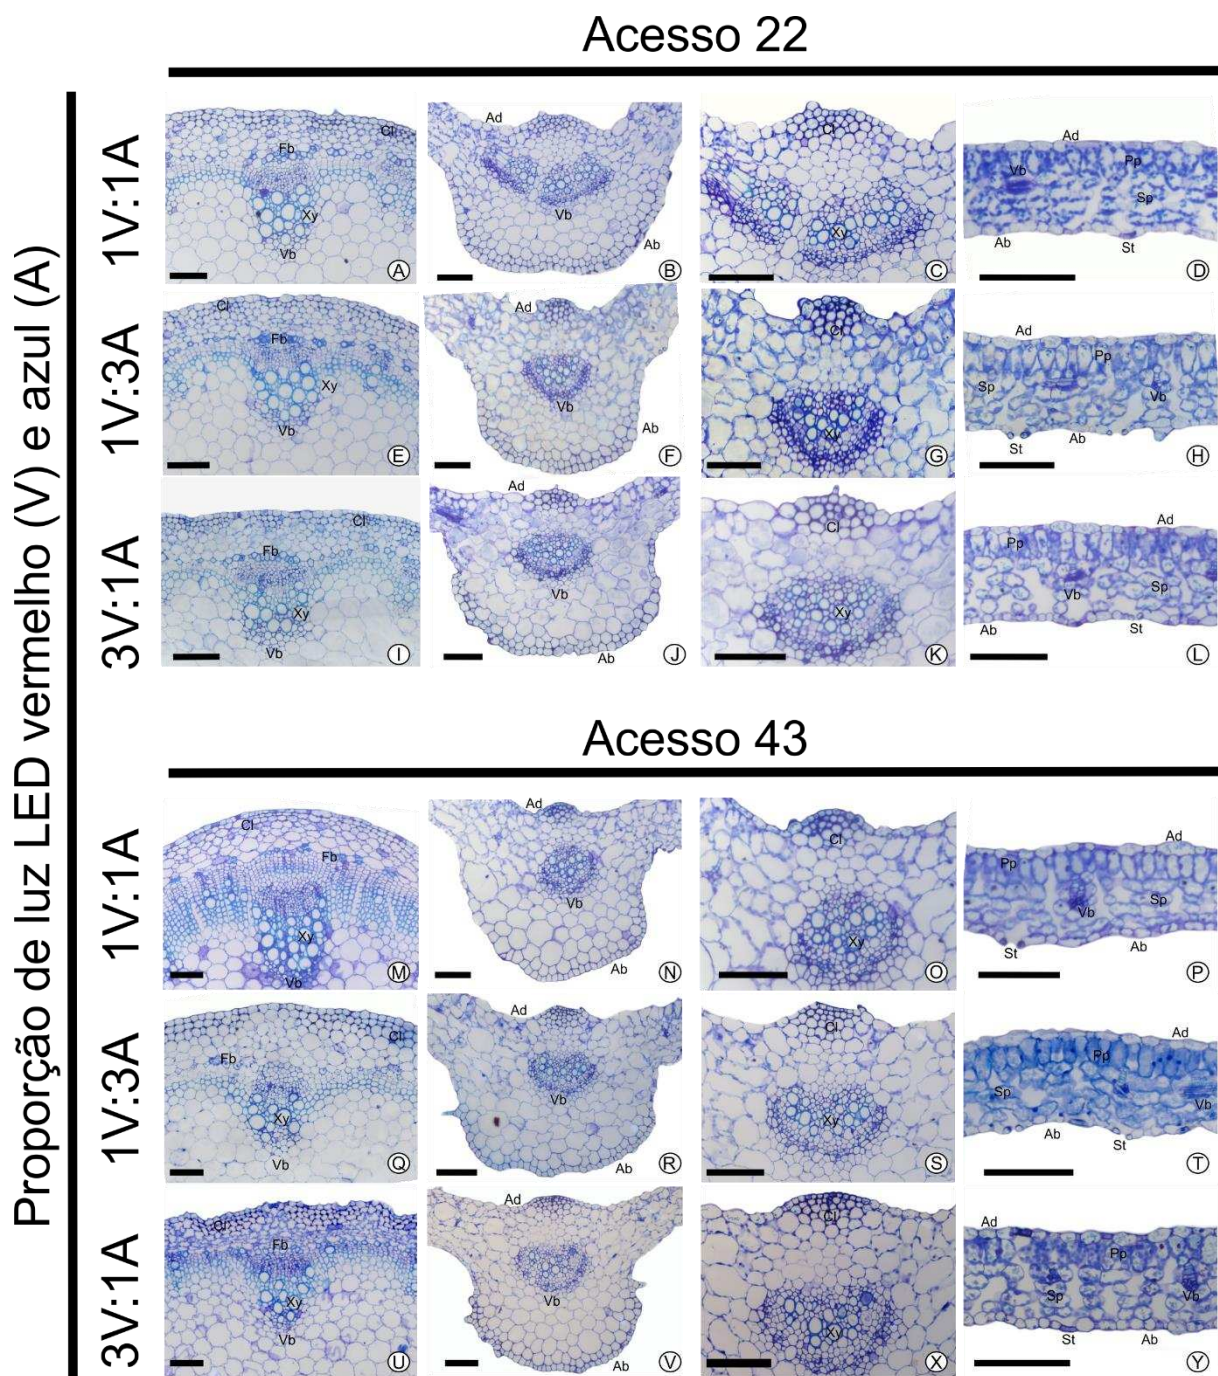 Acesso 22
Proporção de luz LED vermelho (V) e azul (A)
1V:1A
Cl Fb Xy Vb A
Ad Vb Ab B
Cl Xy C
Ad Vb Pp Sp Ab St D
1V:3A
Cl Fb Xy Vb E
Ad Vb Ab F
Cl Xy G
Ad Pp Sp Vb St Ab H
3V:1A
Cl Fb Xy Vb I
Ad Vb Ab J
Cl Xy K
Ad Pp Sp Vb Ab St L
Acesso 43
1V:1A
Cl Fb Xy Vb M
Ad Vb Ab N
Cl Xy O
Ad Pp Sp Vb St Ab P
1V:3A
Cl Fb Xy Vb Q
Ad Vb Ab R
Cl Xy S
Ad Pp Sp Vb Ab St T
3V:1A
Cl Fb Xy Vb U
Ad Vb Ab V
Cl Xy X
Ad Pp Sp Vb St Ab Y